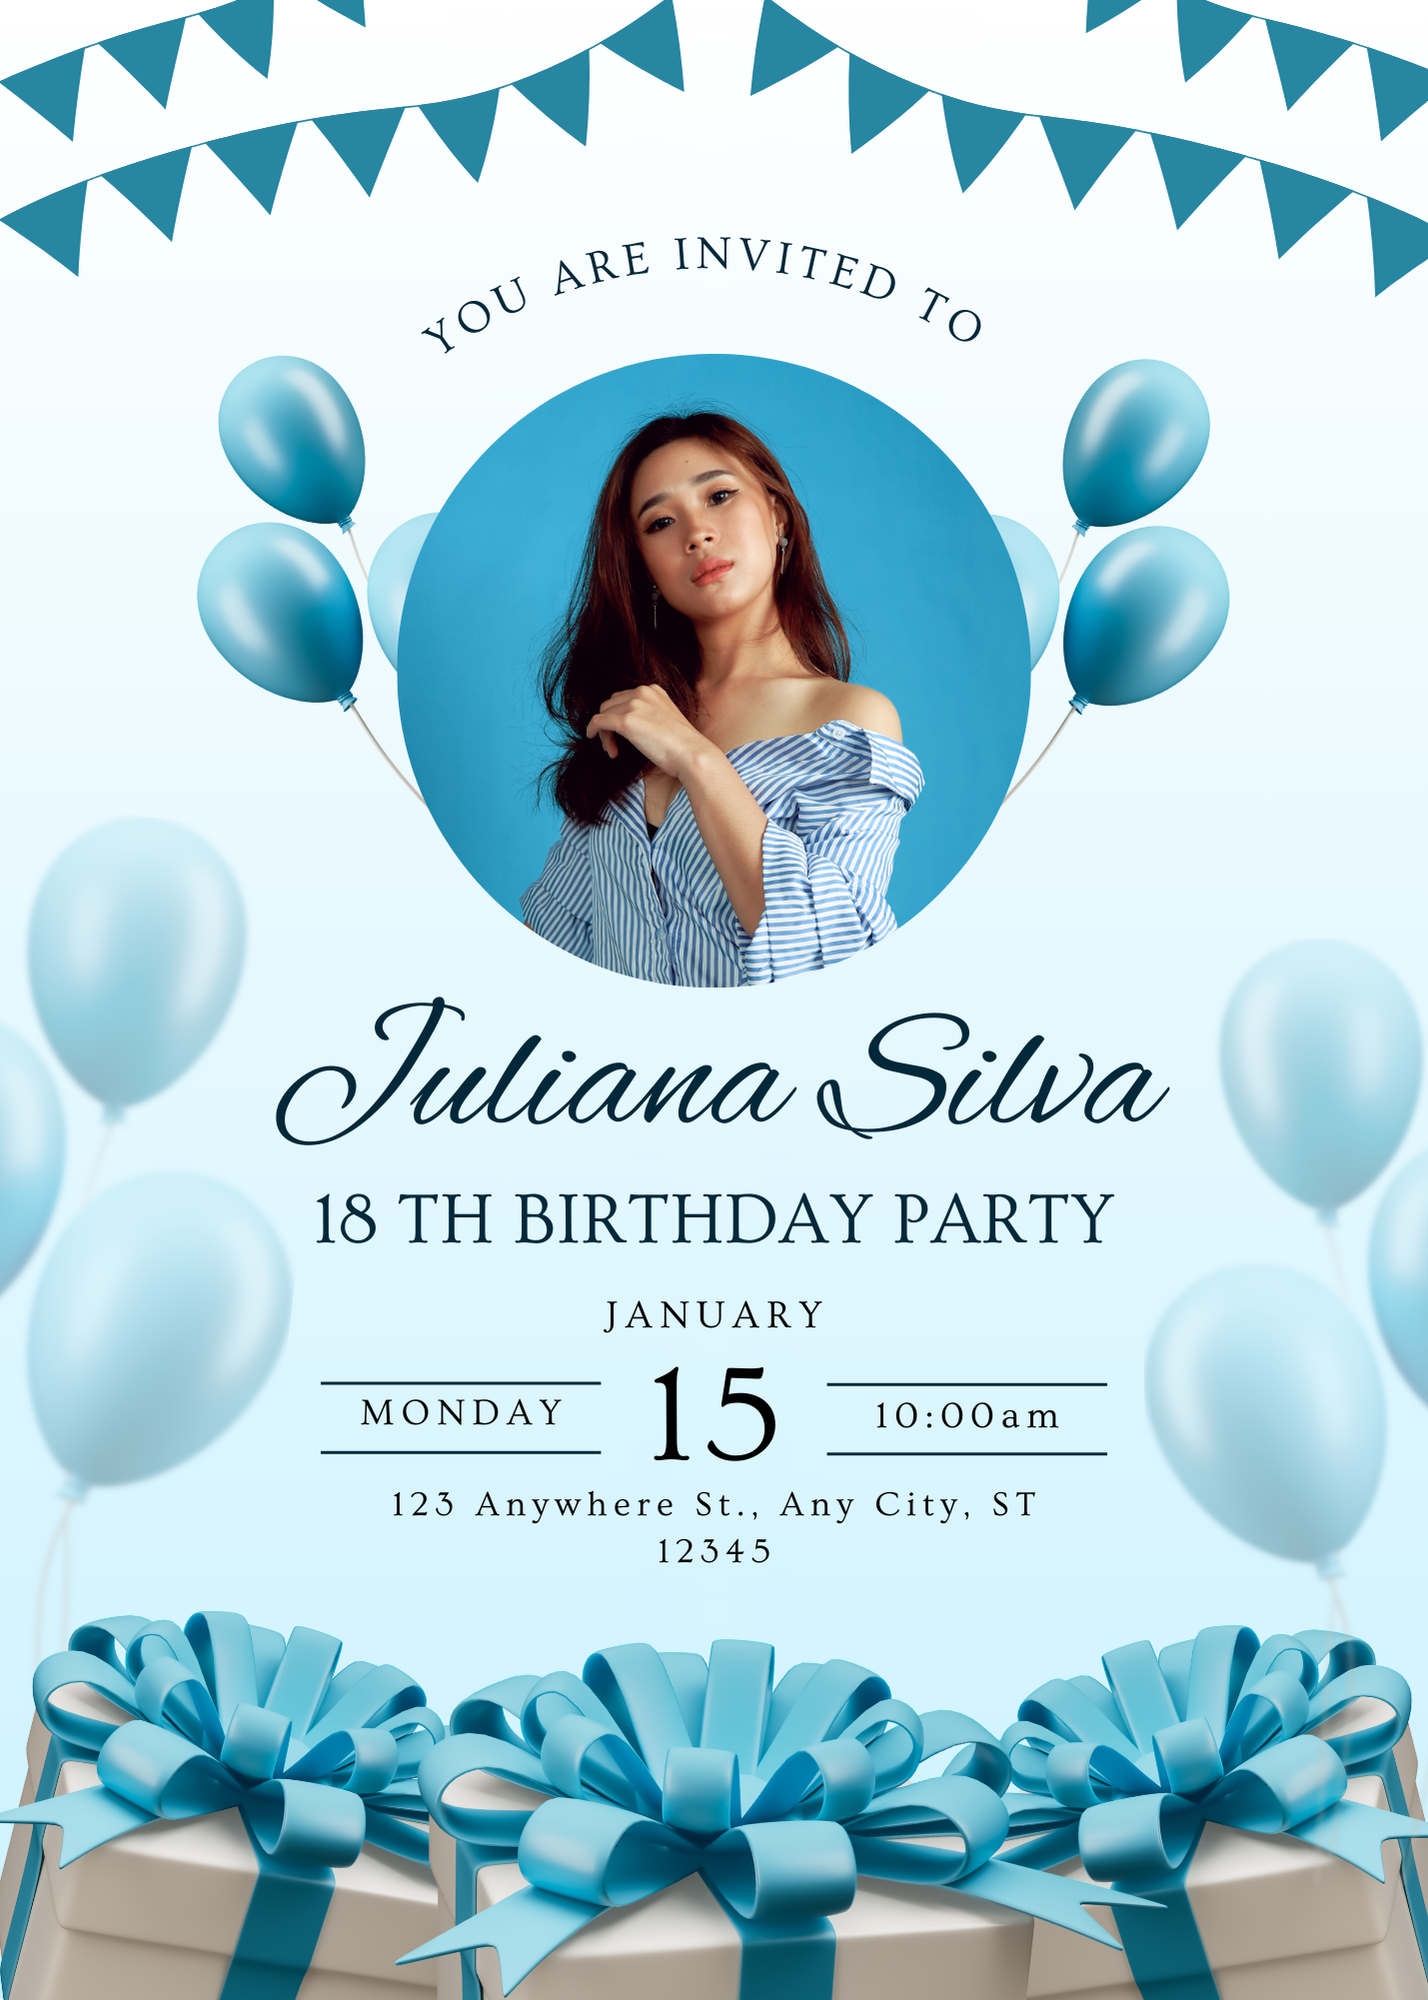 YOU ARE INVITED TO
Juliana Silva
18 TH BIRTHDAY PARTY
JANUARY
MONDAY
15
10:00am
123 Anywhere St., Any City, ST
12345